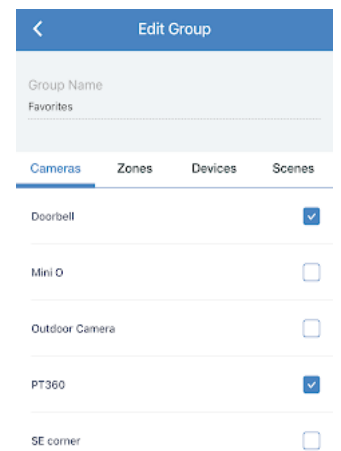 Edit Group
Group Name
Favorites
Cameras Zones Devices Scenes
Doorbell
Mini O
Outdoor Camera
PT360
SE corner